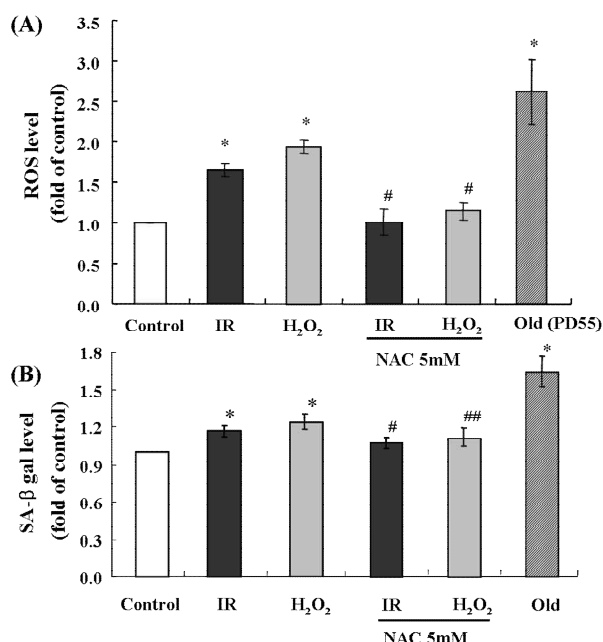 (A)
ROS level
(fold of control)
3.5
3.0
2.5
2.0
1.5
1.0
0.5
0.0
*
*
#
#
*
Control IR H₂O₂ IR H₂O₂ Old (PD55)
NAC 5mM
(B)
SA-β gal level
(fold of control)
1.8
1.5
1.2
0.9
0.6
0.3
0.0
*
*
#
##
*
Control IR H₂O₂ IR H₂O₂ Old
NAC 5mM